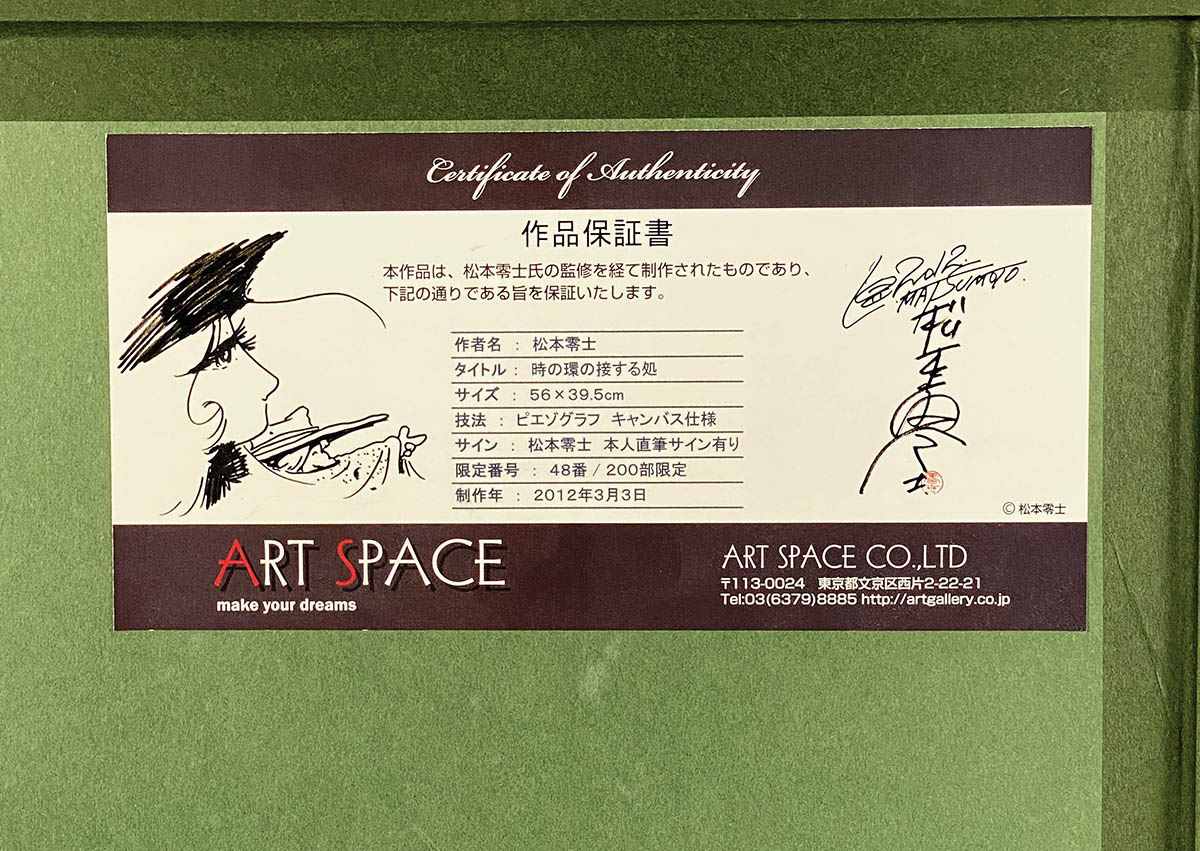 Certificate of Authenticity
作品保証書
本作品は、松本零士氏の監修を経て制作されたものであり、
下記の通りである旨を保証いたします。
作者名 : 松本零士
タイトル : 時の環の接する処
サイズ : 56×39.5cm
技法 : ピエゾグラフ キャンバス仕様
サイン : 松本零士 本人直筆サイン有り
限定番号 : 48番 / 200部限定
制作年 : 2012年3月3日
2012.
MATSUMOTO.
©松本零士
ART SPACE
make your dreams
ART SPACE CO.,LTD
〒113-0024 東京都文京区西片2-22-21
Tel:03(6379)8885 http://artgallery.co.jp